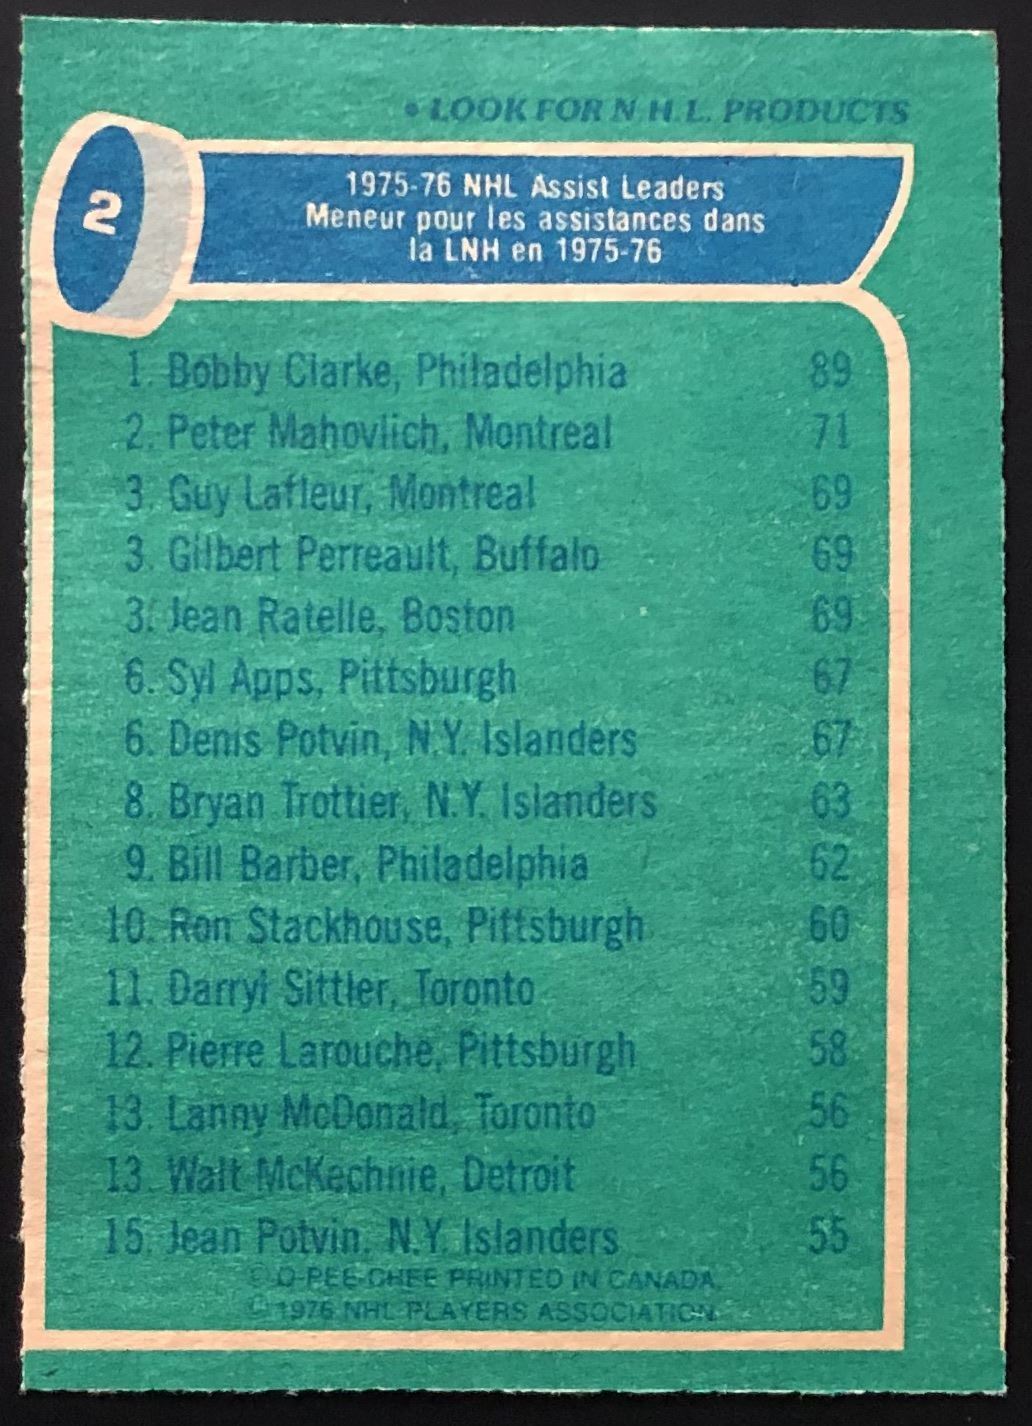 • LOOK FOR N.H.L. PRODUCTS
2
1975-76 NHL Assist Leaders
Meneur pour les assistances dans
la LNH en 1975-76
1. Bobby Clarke, Philadelphia 89
2. Peter Mahovlich, Montreal 71
3. Guy Lafleur, Montreal 69
3. Gilbert Perreault, Buffalo 69
3. Jean Ratelle, Boston 69
6. Syl Apps, Pittsburgh 67
6. Denis Potvin, N.Y. Islanders 67
8. Bryan Trottier, N.Y. Islanders 63
9. Bill Barber, Philadelphia 62
10. Ron Stackhouse, Pittsburgh 60
11. Darryl Sittler, Toronto 59
12. Pierre Larouche, Pittsburgh 58
13. Lanny McDonald, Toronto 56
13. Walt McKechnie, Detroit 56
15. Jean Potvin, N.Y. Islanders 55
© O-PEE-CHEE PRINTED IN CANADA.
© 1976 NHL PLAYERS ASSOCIATION.